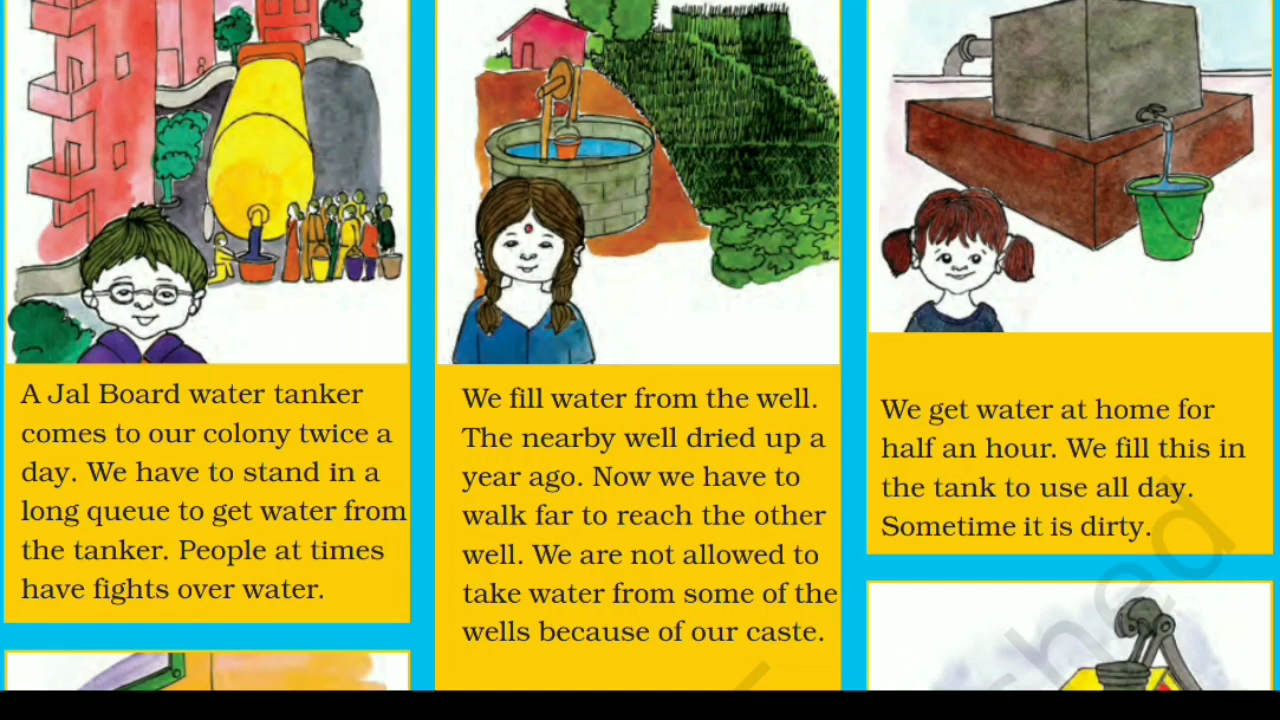 A Jal Board water tanker
comes to our colony twice a
day. We have to stand in a
long queue to get water from
the tanker. People at times
have fights over water.
We fill water from the well.
The nearby well dried up a
year ago. Now we have to
walk far to reach the other
well. We are not allowed to
take water from some of the
wells because of our caste.
We get water at home for
half an hour. We fill this in
the tank to use all day.
Sometime it is dirty.